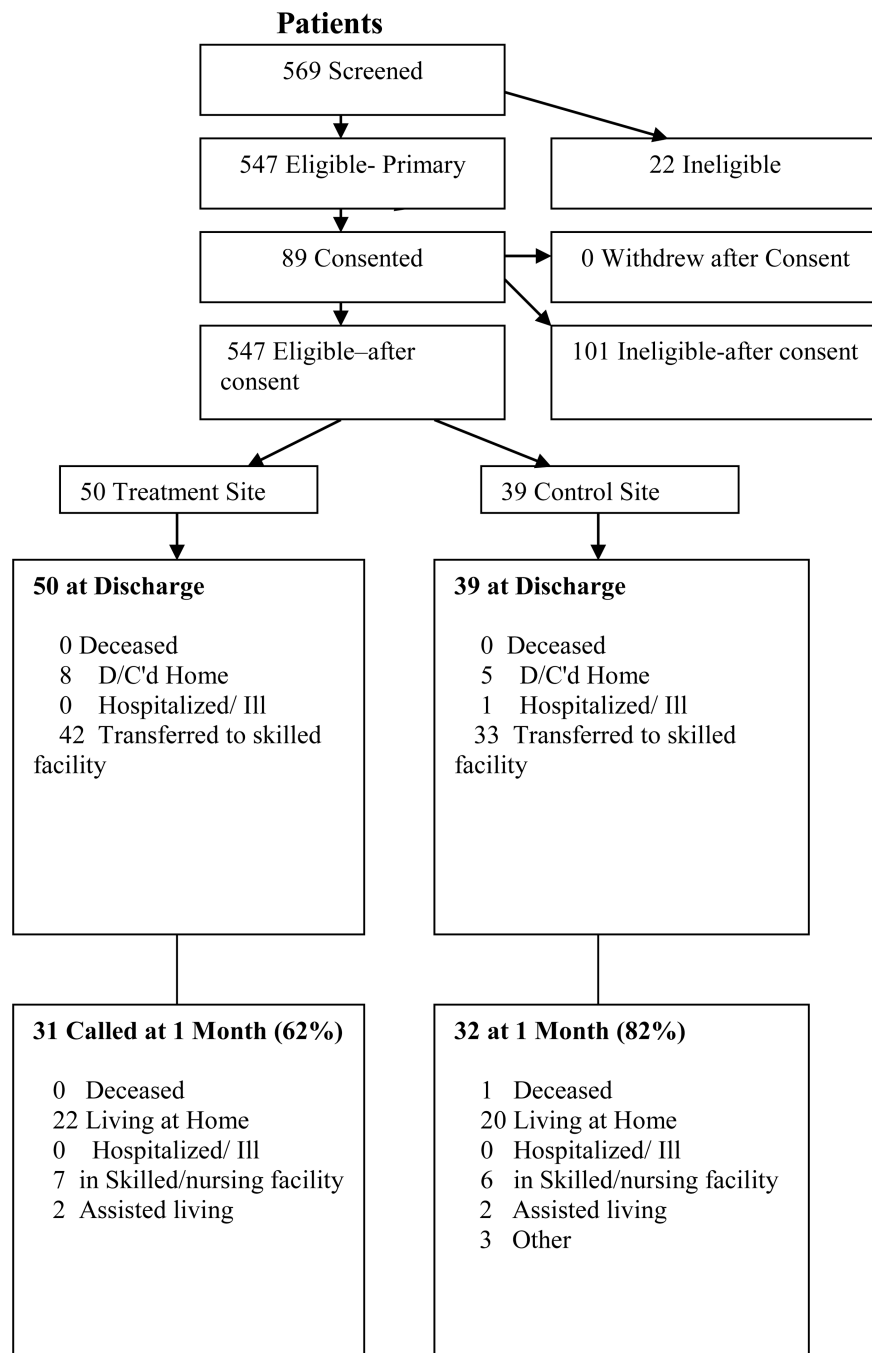 Patients
569 Screened
547 Eligible- Primary
22 Ineligible
89 Consented
0 Withdrew after Consent
547 Eligible–after
consent
101 Ineligible-after consent
50 Treatment Site
39 Control Site
50 at Discharge
0 Deceased
8 D/C'd Home
0 Hospitalized/ Ill
42 Transferred to skilled
facility
39 at Discharge
0 Deceased
5 D/C'd Home
1 Hospitalized/ Ill
33 Transferred to skilled
facility
31 Called at 1 Month (62%)
0 Deceased
22 Living at Home
0 Hospitalized/ Ill
7 in Skilled/nursing facility
2 Assisted living
32 at 1 Month (82%)
1 Deceased
20 Living at Home
0 Hospitalized/ Ill
6 in Skilled/nursing facility
2 Assisted living
3 Other